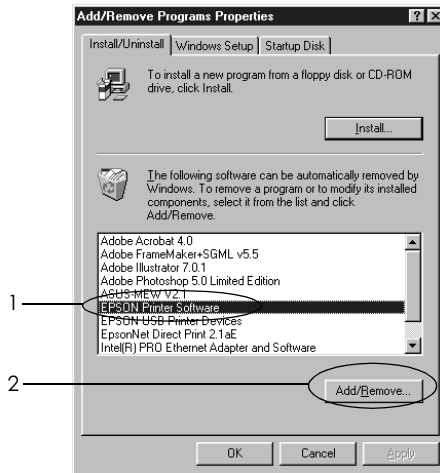 Add/Remove Programs Properties
Install/Uninstall Windows Setup Startup Disk
To install a new program from a floppy disk or CD-ROM
drive, click Install.
Install...
The following software can be automatically removed by
Windows. To remove a program or to modify its installed
components, select it from the list and click
Add/Remove.
Adobe Acrobat 4.0
Adobe FrameMaker+SGML v5.5
Adobe Illustrator 7.0.1
Adobe Photoshop 5.0 Limited Edition
ASUS-MEW V2.1
1
EPSON Printer Software
EPSON USB Printer Devices
EpsonNet Direct Print 2.1aE
Intel(R) PRO Ethernet Adapter and Software
2
Add/Remove...
OK Cancel Apply